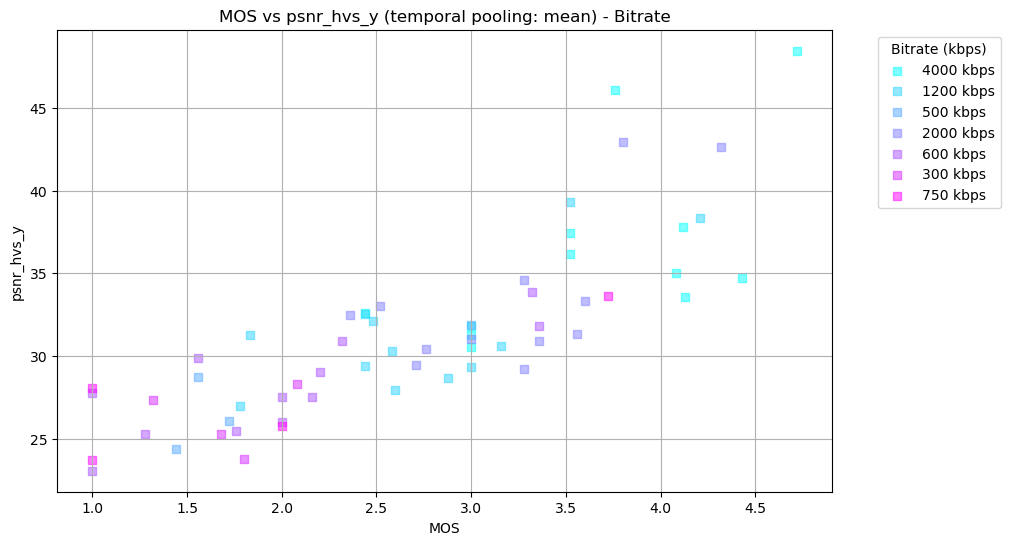 MOS vs psnr_hvs_y (temporal pooling: mean) - Bitrate
Bitrate (kbps)
4000 kbps
1200 kbps
500 kbps
2000 kbps
600 kbps
300 kbps
750 kbps
psnr_hvs_y
45
40
35
30
25
1.0 1.5 2.0 2.5 3.0 3.5 4.0 4.5
MOS